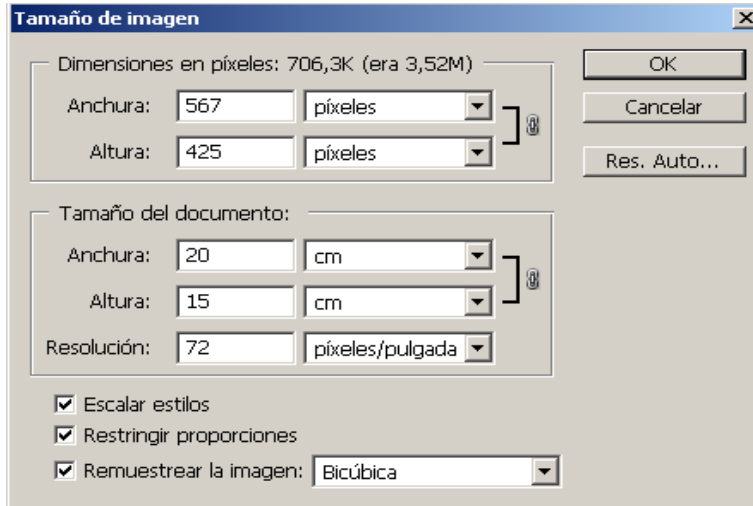 Tamaño de imagen
Dimensiones en píxeles: 706,3K (era 3,52M)
Anchura: 567 píxeles
Altura: 425 píxeles
OK
Cancelar
Res. Auto...
Tamaño del documento:
Anchura: 20 cm
Altura: 15 cm
Resolución: 72 píxeles/pulgada
Escalar estilos
Restringir proporciones
Remuestrear la imagen: Bicúbica